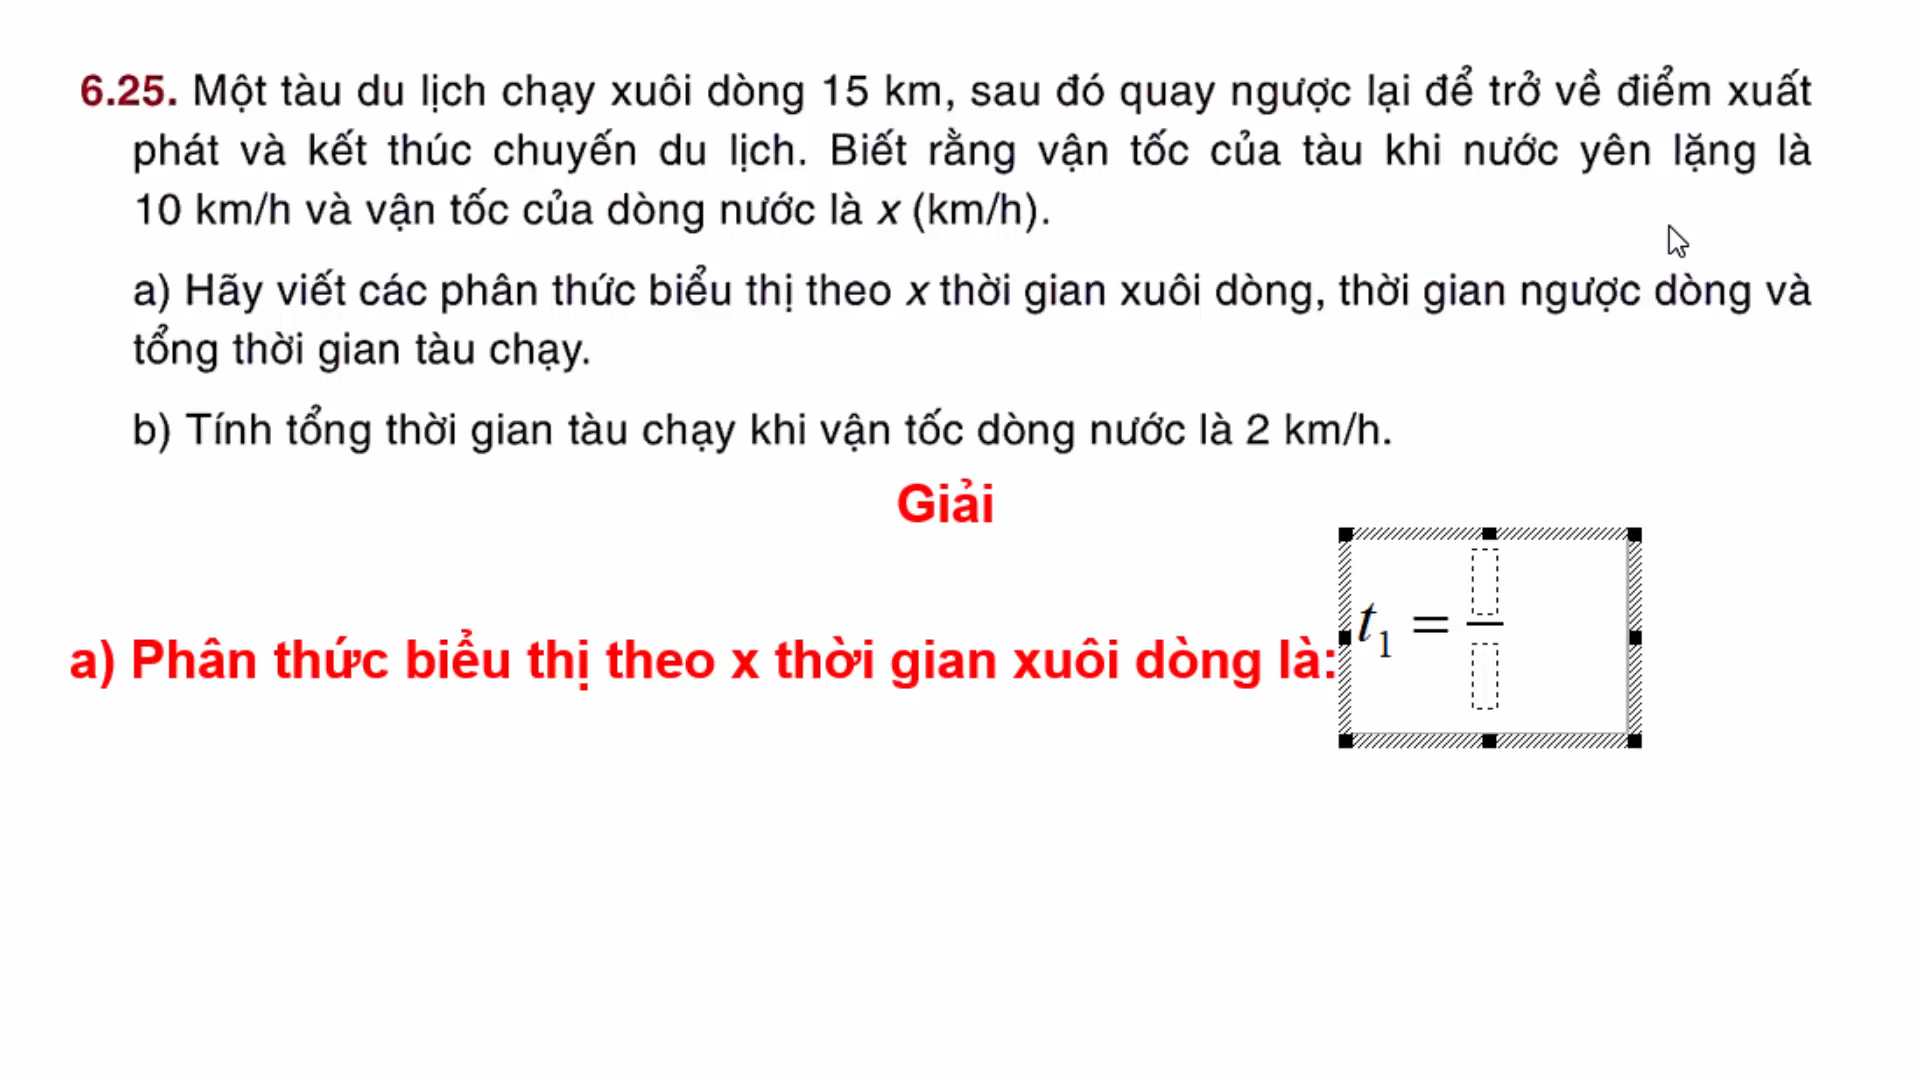 6.25. Một tàu du lịch chạy xuôi dòng 15 km, sau đó quay ngược lại để trở về điểm xuất
phát và kết thúc chuyến du lịch. Biết rằng vận tốc của tàu khi nước yên lặng là
10 km/h và vận tốc của dòng nước là x (km/h).
a) Hãy viết các phân thức biểu thị theo x thời gian xuôi dòng, thời gian ngược dòng và
tổng thời gian tàu chạy.
b) Tính tổng thời gian tàu chạy khi vận tốc dòng nước là 2 km/h.
Giải
a) Phân thức biểu thị theo x thời gian xuôi dòng là: t₁ =